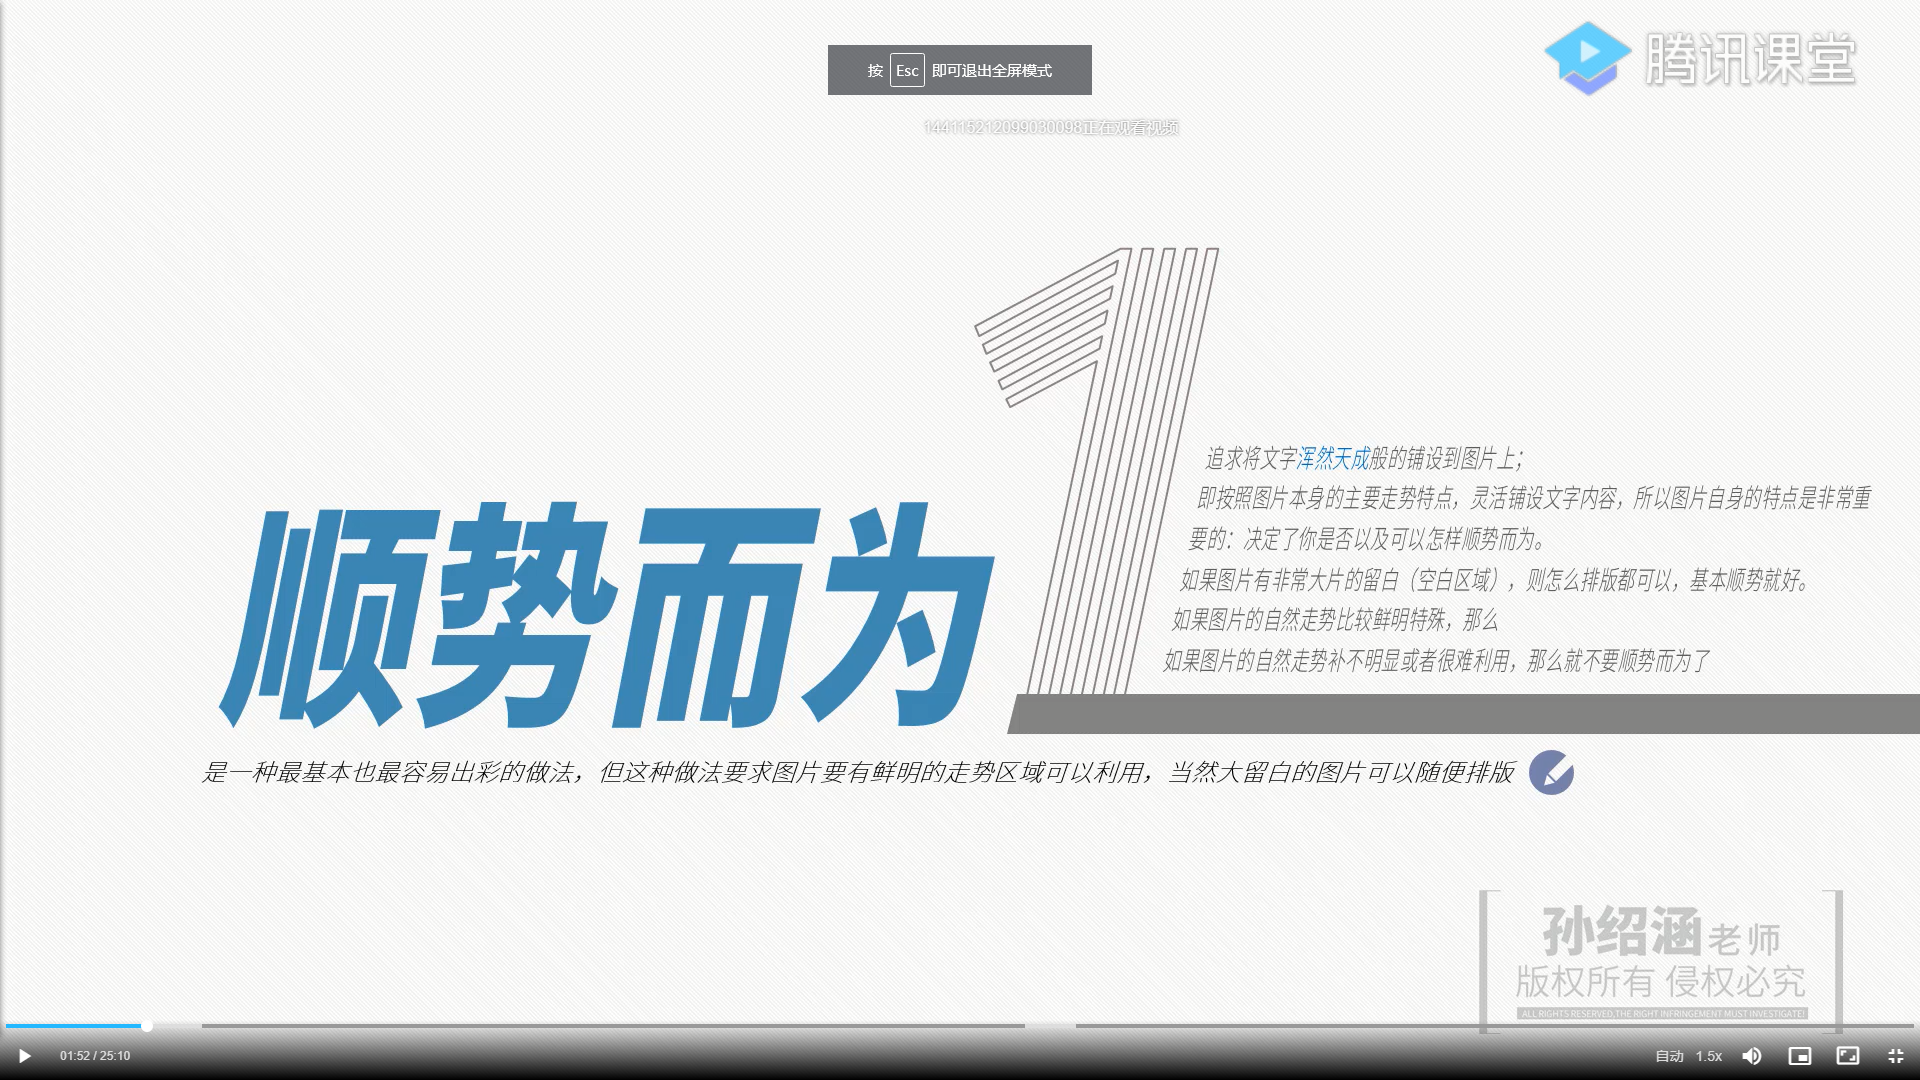 按 Esc 即可退出全屏模式
腾讯课堂
144115212099030098正在观看视频
1
追求将文字浑然天成般的铺设到图片上；
即按照图片本身的主要走势特点，灵活铺设文字内容，所以图片自身的特点是非常重
要的：决定了你是否以及可以怎样顺势而为。
如果图片有非常大片的留白（空白区域），则怎么排版都可以，基本顺势就好。
如果图片的自然走势比较鲜明特殊，那么
如果图片的自然走势补不明显或者很难利用，那么就不要顺势而为了
顺势而为
是一种最基本也最容易出彩的做法，但这种做法要求图片要有鲜明的走势区域可以利用，当然大留白的图片可以随便排版
孙绍涵老师
版权所有 侵权必究
ALL RIGHTS RESERVED,THE RIGHT INFRINGEMENT MUST INVESTIGATE!
01:52 / 25:10
自动 1.5x